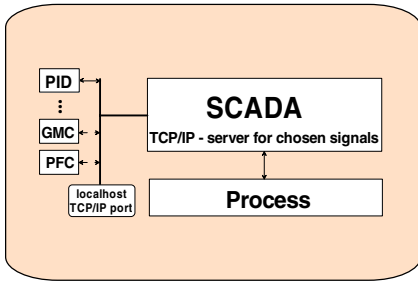 PID
GMC
PFC
localhost
TCP/IP port
SCADA
TCP/IP - server for chosen signals
Process